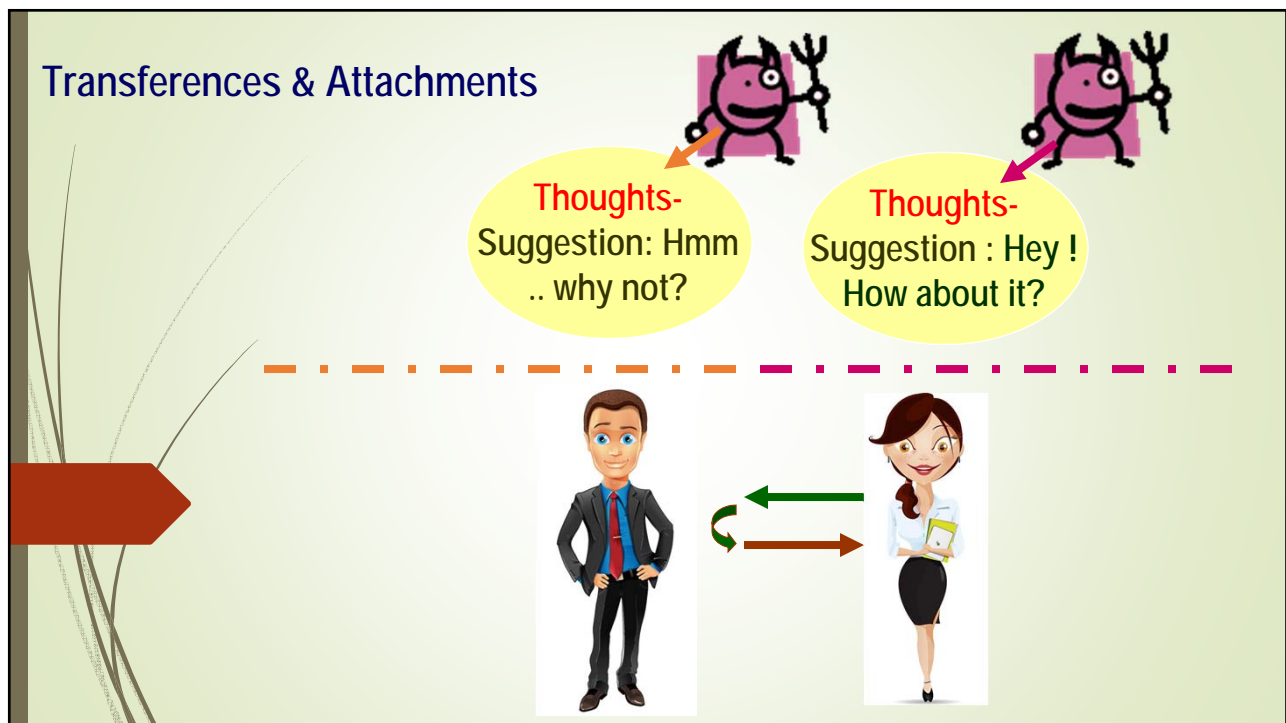 Transferences & Attachments
Thoughts-
Suggestion: Hmm
.. why not?
Thoughts-
Suggestion : Hey !
How about it?